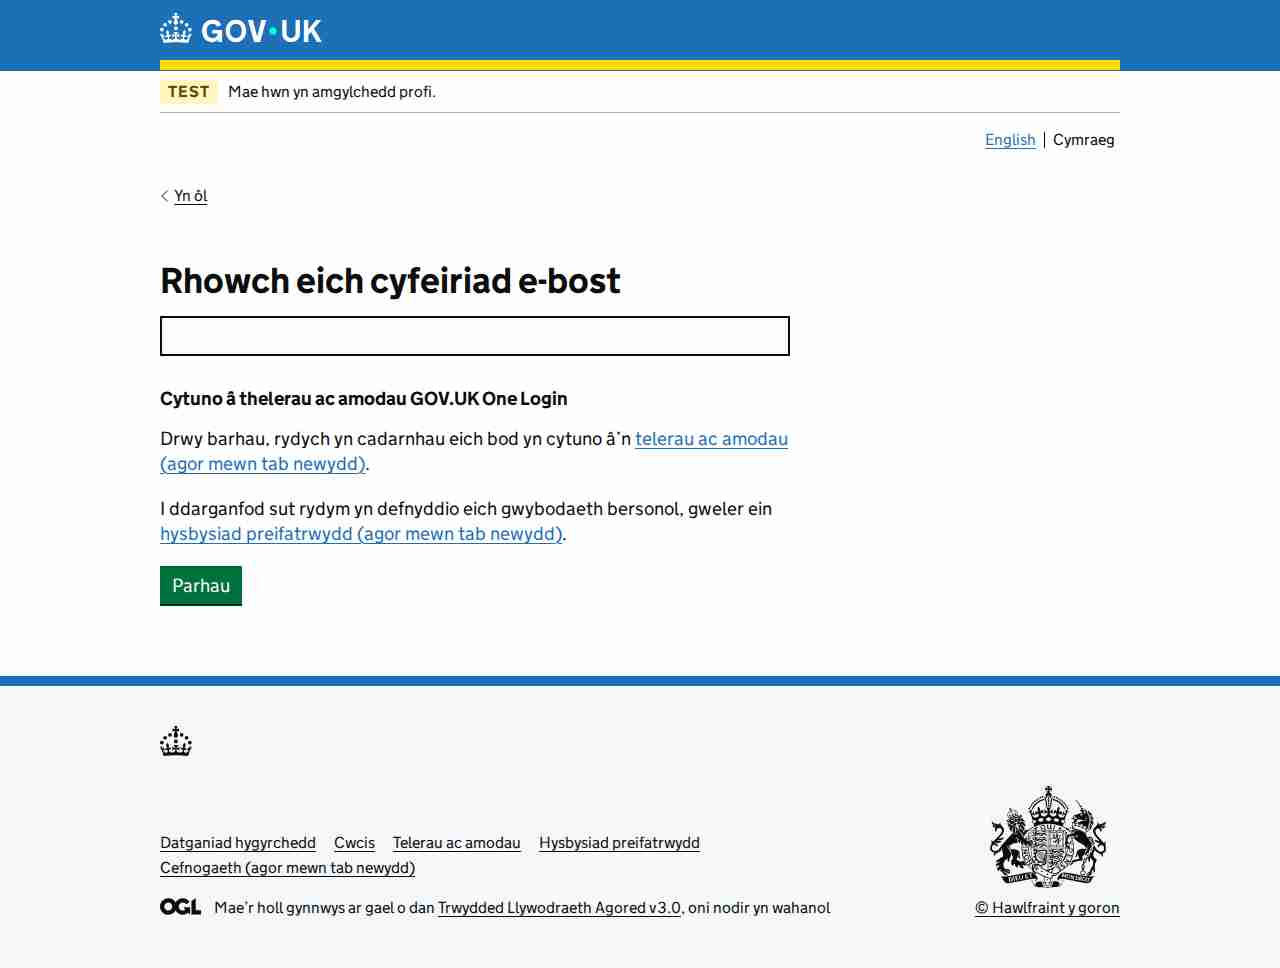 GOV·UK
TEST Mae hwn yn amgylchedd profi.
English Cymraeg
Yn ôl
Rhowch eich cyfeiriad e-bost
Cytuno â thelerau ac amodau GOV.UK One Login
Drwy barhau, rydych yn cadarnhau eich bod yn cytuno â’n telerau ac amodau
(agor mewn tab newydd).
I ddarganfod sut rydym yn defnyddio eich gwybodaeth bersonol, gweler ein
hysbysiad preifatrwydd (agor mewn tab newydd).
Parhau
Datganiad hygyrchedd Cwcis Telerau ac amodau Hysbysiad preifatrwydd
Cefnogaeth (agor mewn tab newydd)
OGL Mae’r holl gynnwys ar gael o dan Trwydded Llywodraeth Agored v3.0, oni nodir yn wahanol
© Hawlfraint y goron